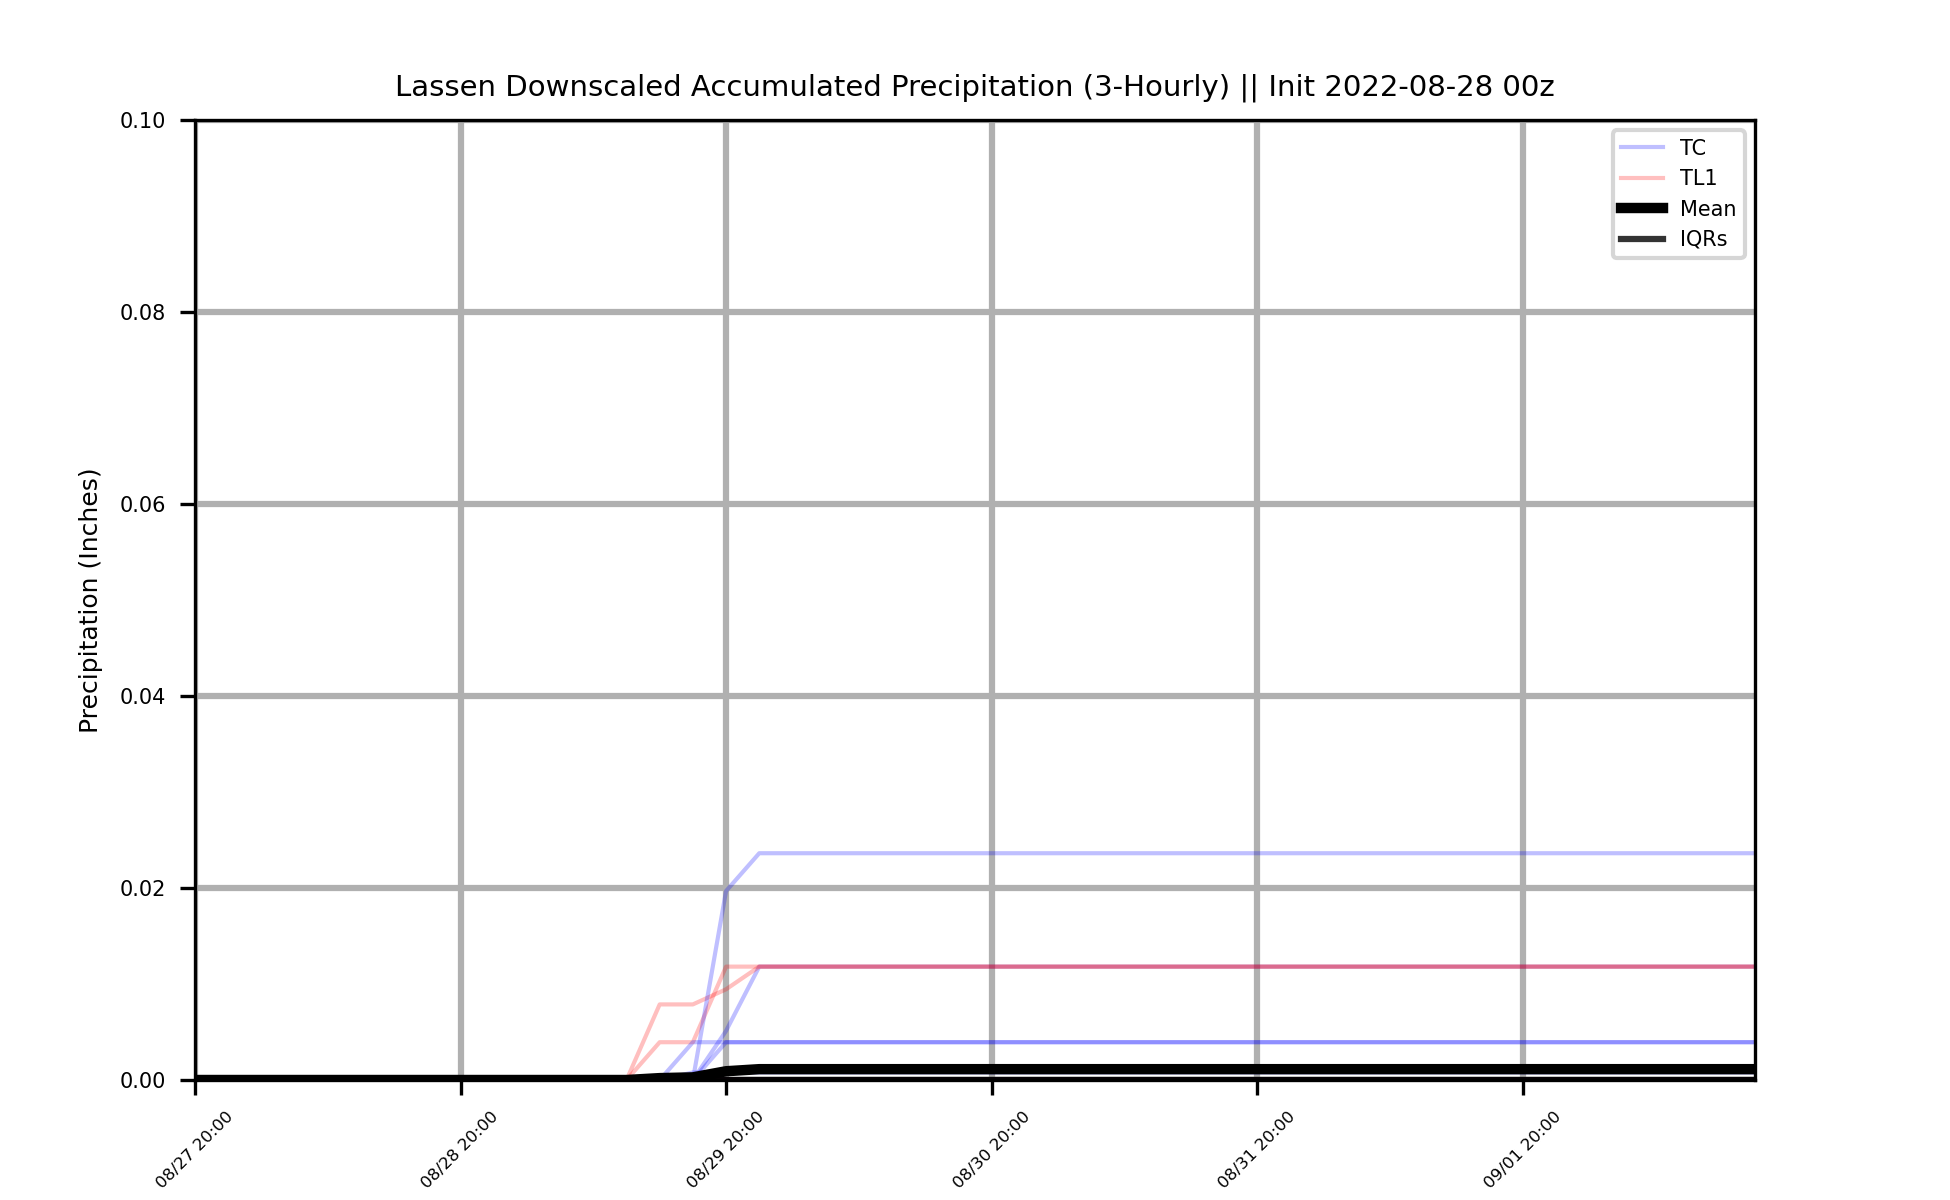 Lassen Downscaled Accumulated Precipitation (3-Hourly) || Init 2022-08-28 00z
TC
TL1
Mean
IQRs
Precipitation (Inches)
0.10
0.08
0.06
0.04
0.02
0.00
08/27 20:00
08/28 20:00
08/29 20:00
08/30 20:00
08/31 20:00
09/01 20:00